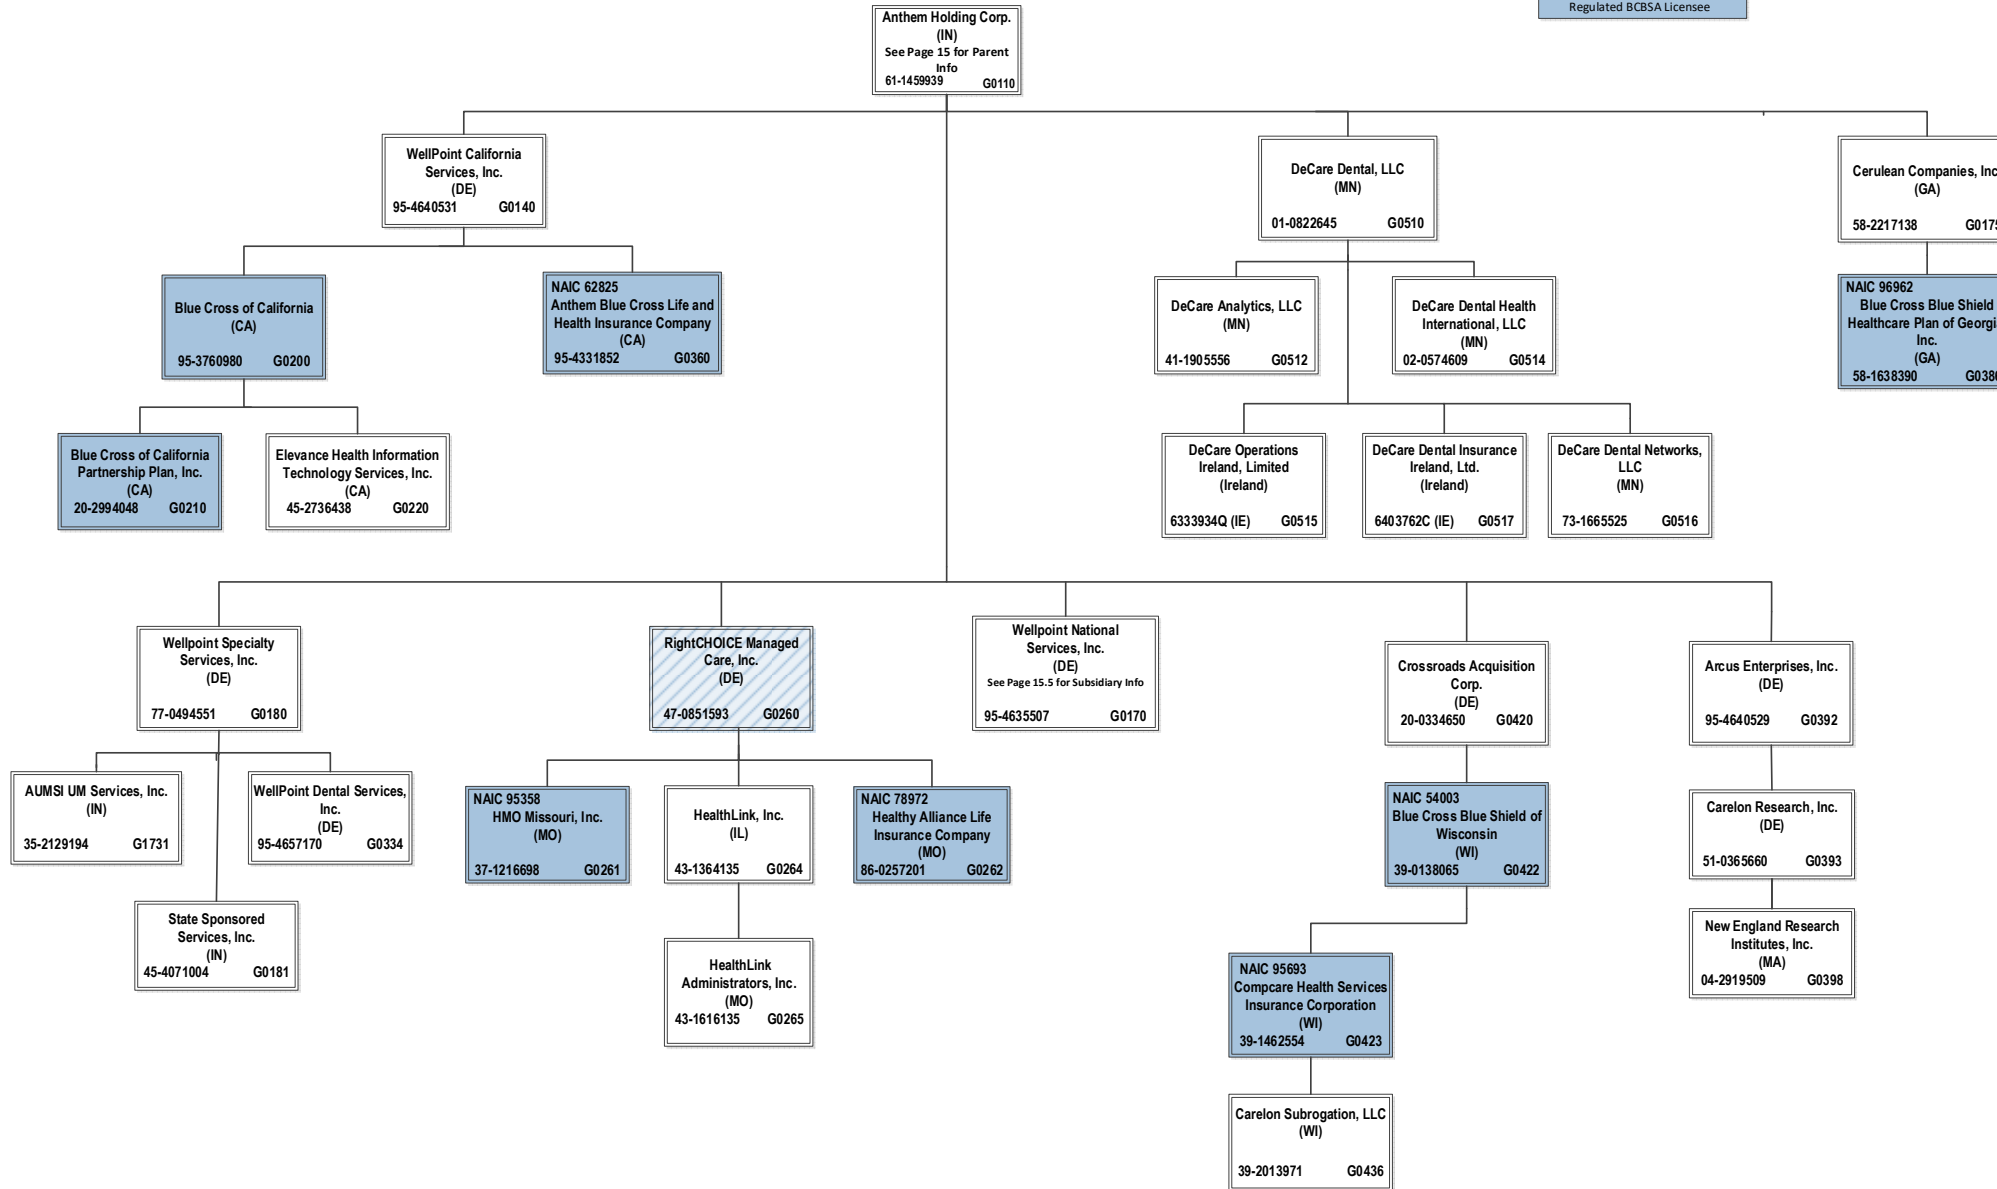 Regulated BCBSA Licensee
Anthem Holding Corp.
(IN)
See Page 15 for Parent
Info
61-1459939 G0110
WellPoint California
Services, Inc.
(DE)
95-4640531 G0140
DeCare Dental, LLC
(MN)
01-0822645 G0510
Cerulean Companies, Inc
(GA)
58-2217138 G0175
Blue Cross of California
(CA)
95-3760980 G0200
NAIC 62825
Anthem Blue Cross Life and
Health Insurance Company
(CA)
95-4331852 G0360
DeCare Analytics, LLC
(MN)
41-1905556 G0512
DeCare Dental Health
International, LLC
(MN)
02-0574609 G0514
NAIC 96962
Blue Cross Blue Shield
Healthcare Plan of Georgia
Inc.
(GA)
58-1638390 G0380
Blue Cross of California
Partnership Plan, Inc.
(CA)
20-2994048 G0210
Elevance Health Information
Technology Services, Inc.
(CA)
45-2736438 G0220
DeCare Operations
Ireland, Limited
(Ireland)
6333934Q (IE) G0515
DeCare Dental Insurance
Ireland, Ltd.
(Ireland)
6403762C (IE) G0517
DeCare Dental Networks,
LLC
(MN)
73-1665525 G0516
Wellpoint Specialty
Services, Inc.
(DE)
77-0494551 G0180
RightCHOICE Managed
Care, Inc.
(DE)
47-0851593 G0260
Wellpoint National
Services, Inc.
(DE)
See Page 15.5 for Subsidiary Info
95-4635507 G0170
Crossroads Acquisition
Corp.
(DE)
20-0334650 G0420
Arcus Enterprises, Inc.
(DE)
95-4640529 G0392
AUMSI UM Services, Inc.
(IN)
35-2129194 G1731
WellPoint Dental Services,
Inc.
(DE)
95-4657170 G0334
NAIC 95358
HMO Missouri, Inc.
(MO)
37-1216698 G0261
HealthLink, Inc.
(IL)
43-1364135 G0264
NAIC 78972
Healthy Alliance Life
Insurance Company
(MO)
86-0257201 G0262
NAIC 54003
Blue Cross Blue Shield of
Wisconsin
(WI)
39-0138065 G0422
Carelon Research, Inc.
(DE)
51-0365660 G0393
State Sponsored
Services, Inc.
(IN)
45-4071004 G0181
HealthLink
Administrators, Inc.
(MO)
43-1616135 G0265
NAIC 95693
Compcare Health Services
Insurance Corporation
(WI)
39-1462554 G0423
New England Research
Institutes, Inc.
(MA)
04-2919509 G0398
Carelon Subrogation, LLC
(WI)
39-2013971 G0436